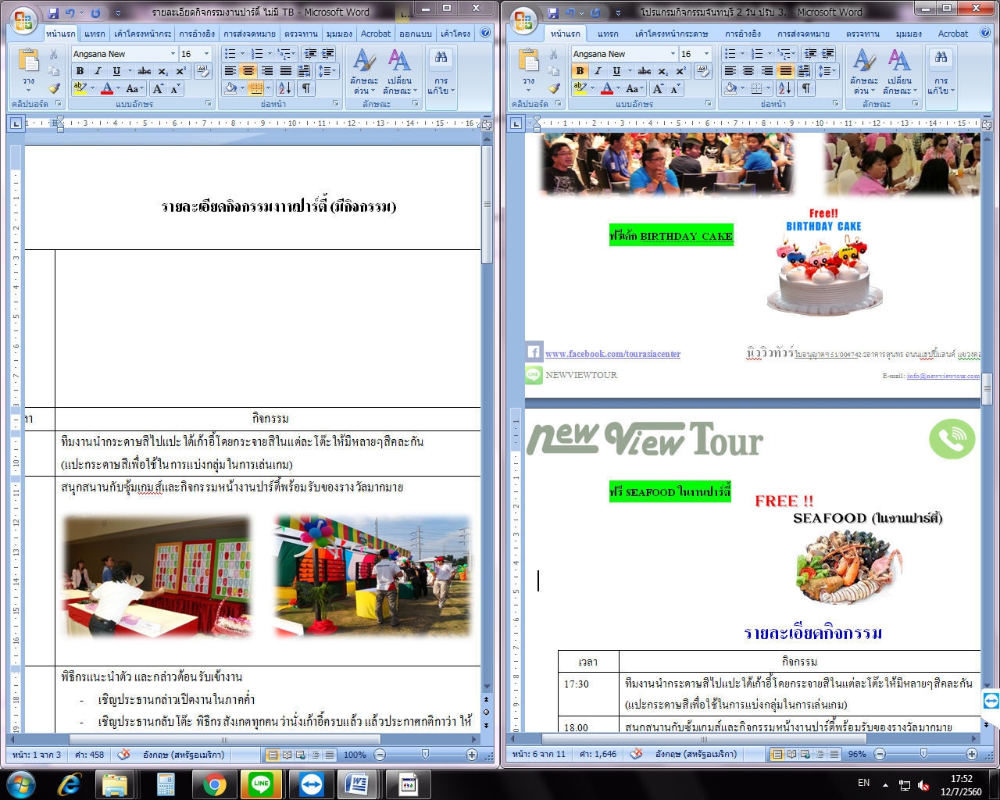 รายละเอียดกิจกรรมงานปาร์ตี้ ไม่มี TB - Microsoft Word
หน้าแรก แทรก เค้าโครงหน้ากระ การอ้างอิง การส่งจดหมาย ตรวจทาน มุมมอง Acrobat ออกแบบ เค้าโครง
Angsana New 16
วาง
ลักษณะด่วน
เปลี่ยนลักษณะ
การแก้ไข
คลิปบอร์ด แบบอักษร ย่อหน้า ลักษณะ
รายละเอียดกิจกรรมงานปาร์ตี้ (มีกิจกรรม)
ลา กิจกรรม
ทีมงานนำกระดาษสีไปแปะใต้เก้าอี้โดยกระจายสีในแต่ละโต๊ะให้มีหลายๆสีคละกัน
(แปะกระดาษสีเพื่อใช้ในการแบ่งกลุ่มในการเล่นเกม)
สนุกสนานกับซุ้มเกมส์และกิจกรรมหน้างานปาร์ตี้พร้อมรับของรางวัลมากมาย
พิธีกรแนะนำตัว และกล่าวต้อนรับเข้างาน
- เชิญประธานกล่าวเปิดงานในภาคค่ำ
- เชิญประธานกลับโต๊ะ พิธีกรสังเกตทุกคนว่านั่งเก้าอี้ครบแล้ว แล้วประกาศกติกาว่า ให้
หน้า: 1 จาก 3 คำ: 458 อังกฤษ (สหรัฐอเมริกา) 100%
โปรแกรมกิจกรรมจันทบุรี 2 วัน ปรับ 3. - Microsoft Word
หน้าแรก แทรก เค้าโครงหน้ากระดาษ การอ้างอิง การส่งจดหมาย ตรวจทาน มุมมอง Acrobat
Angsana New 16
วาง
ลักษณะด่วน
เปลี่ยนลักษณะ
การแก้ไข
คลิปบอร์ด แบบอักษร ย่อหน้า ลักษณะ
Free!!
BIRTHDAY CAKE
ฟรีเค้ก BIRTHDAY CAKE
www.facebook.com/tourasiacenter
นิววิวทัวร์ ใบอนุญาตฯ 51/00474 2/2อาคารสุนทร ถนนแฮปปี้แลนด์
LINE NEWVIEWTOUR
E-mail: info@newviewtour.com
new View Tour
ฟรี SEAFOOD ในงานปาร์ตี้
FREE !!
SEAFOOD (ในงานปาร์ตี้)
รายละเอียดกิจกรรม
เวลา กิจกรรม
17:30 ทีมงานนำกระดาษสีไปแปะใต้เก้าอี้โดยกระจายสีในแต่ละโต๊ะให้มีหลายๆสีคละกัน
(แปะกระดาษสีเพื่อใช้ในการแบ่งกลุ่มในการเล่นเกม)
18.00 สนุกสนานกับซุ้มเกมส์และกิจกรรมหน้างานปาร์ตี้พร้อมรับของรางวัลมากมาย
หน้า: 6 จาก 11 คำ: 1,646 อังกฤษ (สหรัฐอเมริกา) 96%
LINE
EN
17:52
12/7/2560